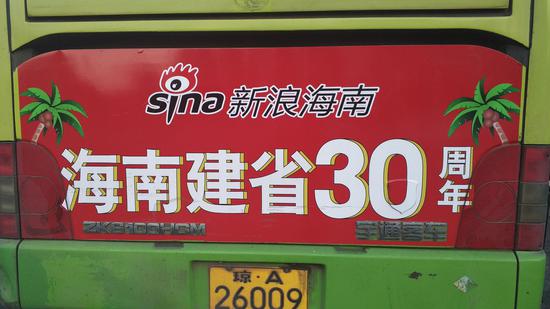 sina 新浪海南
海南建省30周年
ZK6100HGM 宇通客车
琼·A
26009